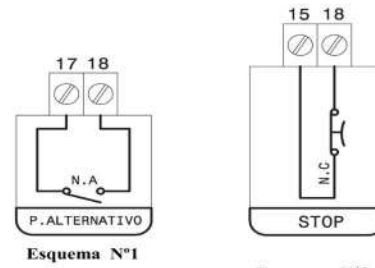 17 18
N.A
P.ALTERNATIVO
Esquema Nº1
15 18
N.C
STOP